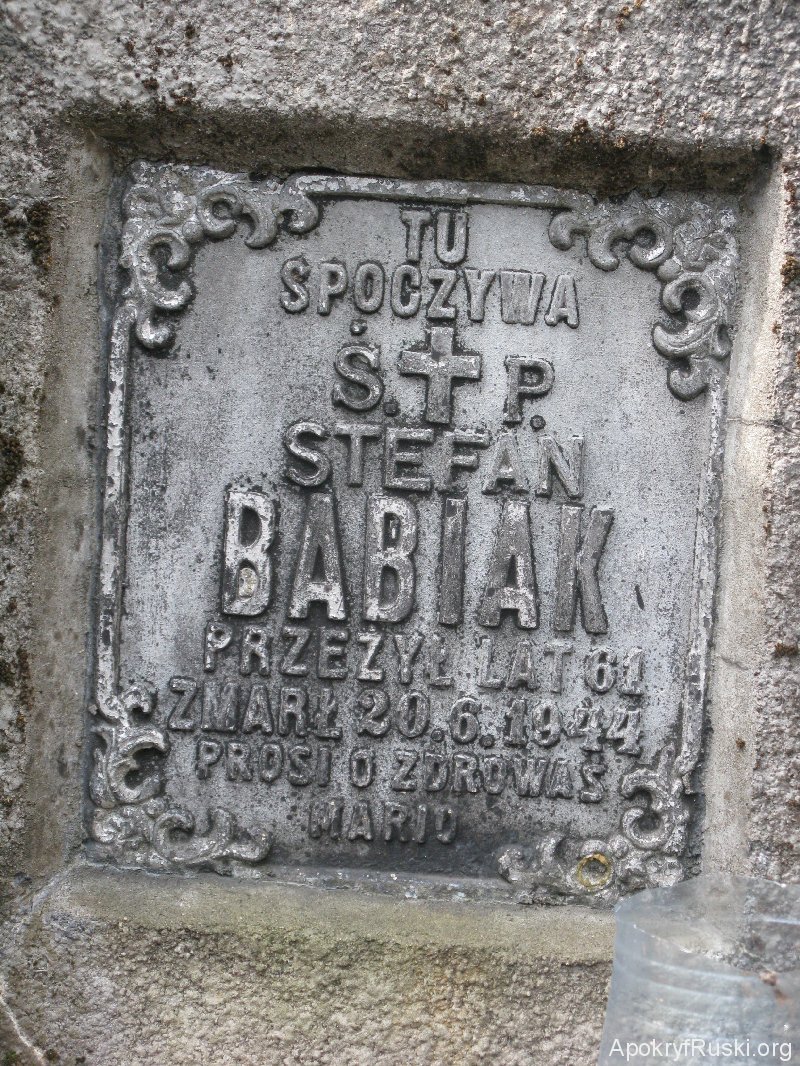 TU
SPOCZYWA
Ś. P.
STEFAN
BABIAK
PRZEŻYŁ LAT 61
ZMARŁ 20.6.1944
PROSI O ZDROWAŚ
MARIO
ApokryfRuski.org